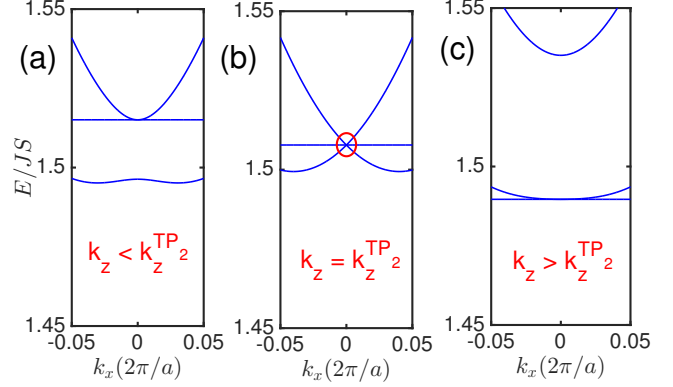 1.55
1.55
1.55
(a)
(b)
(c)
E/JS
1.5
1.5
1.5
k_z < k_z^{TP_2}
k_z = k_z^{TP_2}
k_z > k_z^{TP_2}
1.45
1.45
1.45
-0.05 0 0.05
-0.05 0 0.05
-0.05 0 0.05
k_x(2π/a)
k_x(2π/a)
k_x(2π/a)